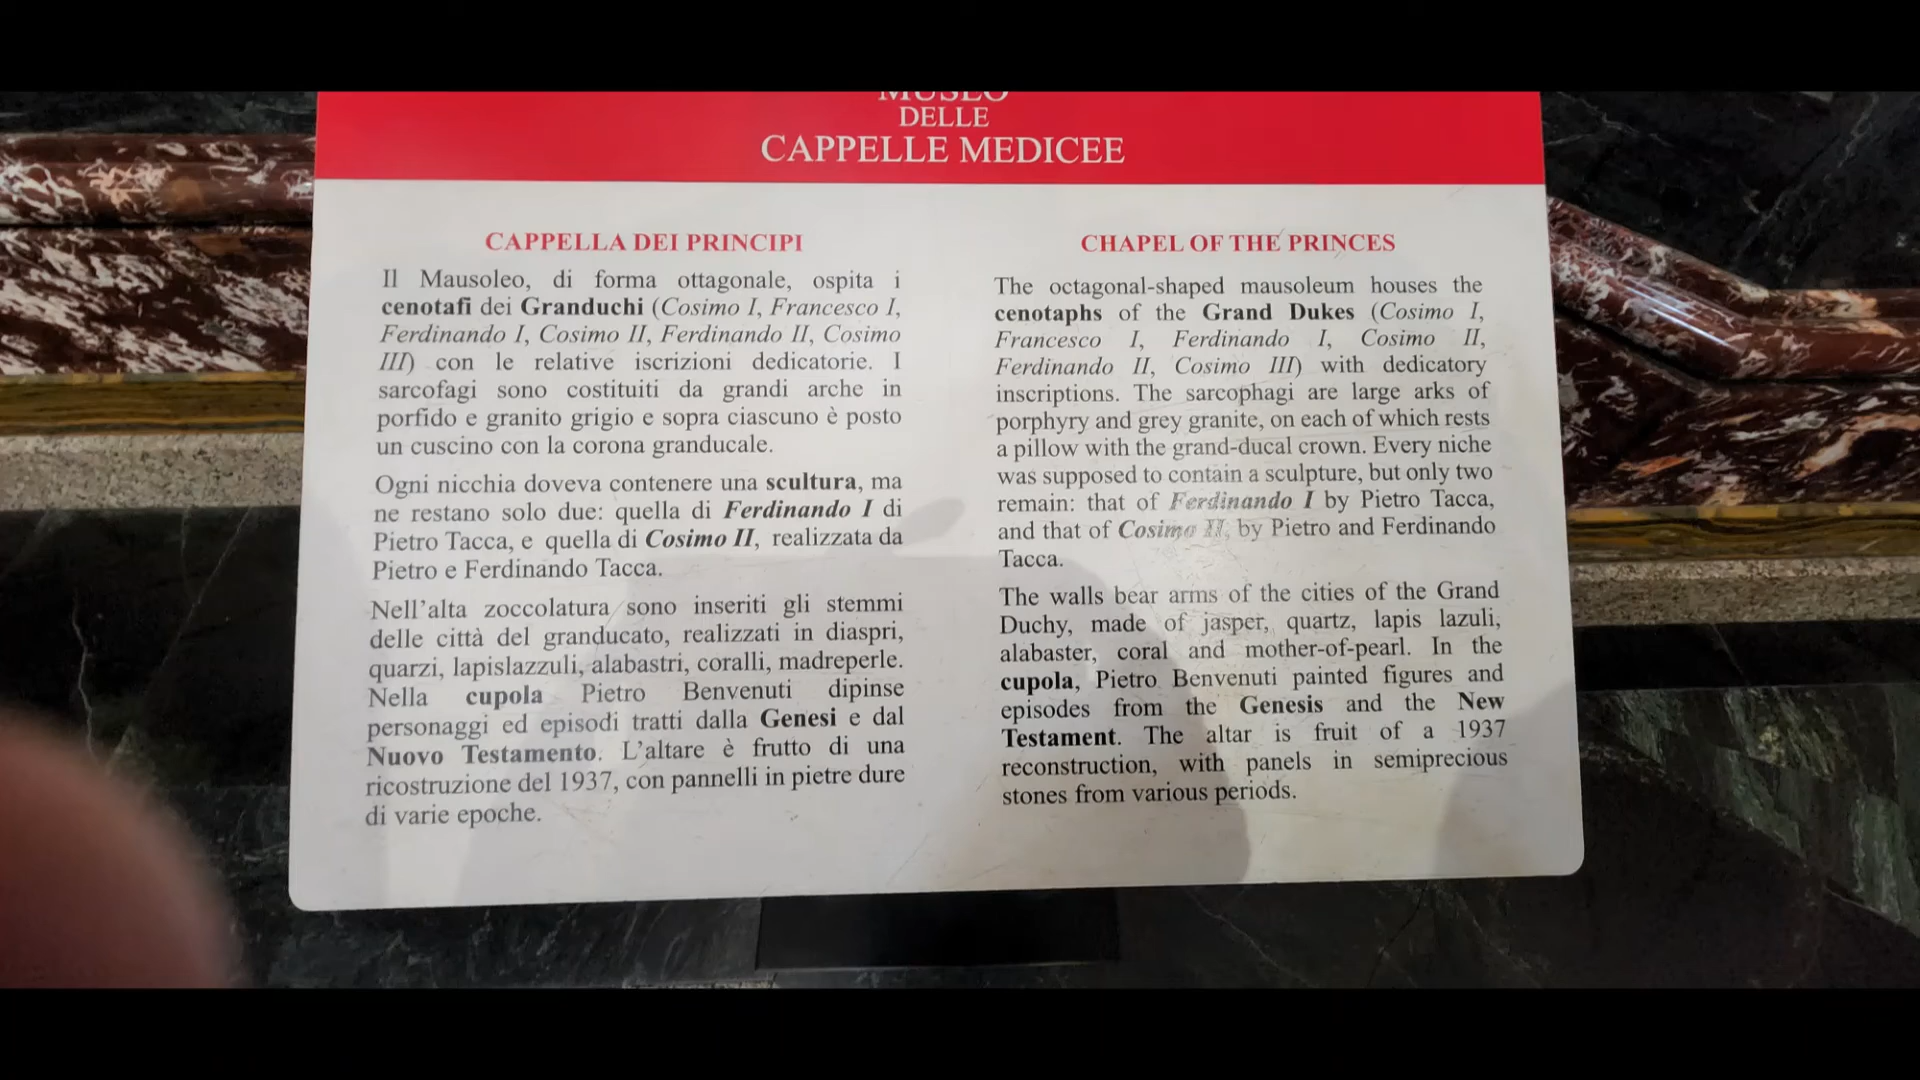 MUSEO
DELLE
CAPPELLE MEDICEE
CAPPELLA DEI PRINCIPI
Il Mausoleo, di forma ottagonale, ospita i
cenotafi dei Granduchi (Cosimo I, Francesco I,
Ferdinando I, Cosimo II, Ferdinando II, Cosimo
III) con le relative iscrizioni dedicatorie. I
sarcofagi sono costituiti da grandi arche in
porfido e granito grigio e sopra ciascuno è posto
un cuscino con la corona granducale.
Ogni nicchia doveva contenere una scultura, ma
ne restano solo due: quella di Ferdinando I di
Pietro Tacca, e quella di Cosimo II, realizzata da
Pietro e Ferdinando Tacca.
Nell'alta zoccolatura sono inseriti gli stemmi
delle città del granducato, realizzati in diaspri,
quarzi, lapislazzuli, alabastri, coralli, madreperle.
Nella cupola Pietro Benvenuti dipinse
personaggi ed episodi tratti dalla Genesi e dal
Nuovo Testamento. L'altare è frutto di una
ricostruzione del 1937, con pannelli in pietre dure
di varie epoche.
CHAPEL OF THE PRINCES
The octagonal-shaped mausoleum houses the
cenotaphs of the Grand Dukes (Cosimo I,
Francesco I, Ferdinando I, Cosimo II,
Ferdinando II, Cosimo III) with dedicatory
inscriptions. The sarcophagi are large arks of
porphyry and grey granite, on each of which rests
a pillow with the grand-ducal crown. Every niche
was supposed to contain a sculpture, but only two
remain: that of Ferdinando I by Pietro Tacca,
and that of Cosimo II, by Pietro and Ferdinando
Tacca.
The walls bear arms of the cities of the Grand
Duchy, made of jasper, quartz, lapis lazuli,
alabaster, coral and mother-of-pearl. In the
cupola, Pietro Benvenuti painted figures and
episodes from the Genesis and the New
Testament. The altar is fruit of a 1937
reconstruction, with panels in semiprecious
stones from various periods.